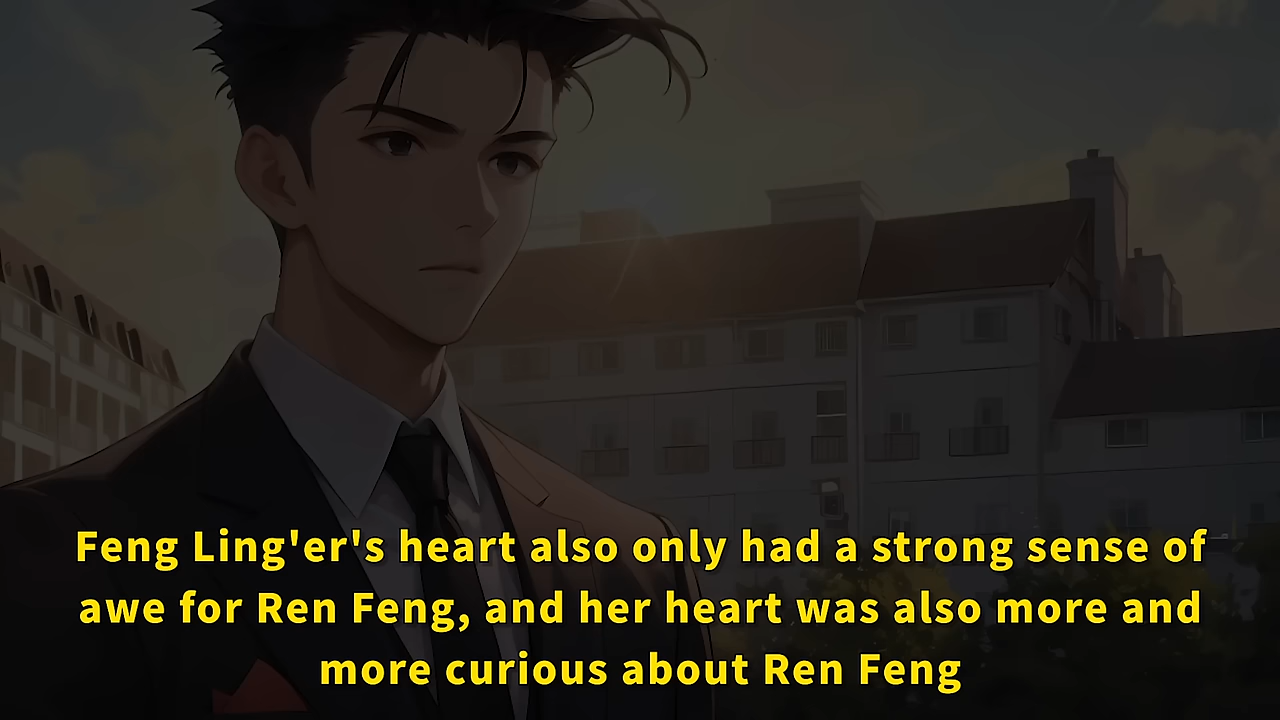 Feng Ling'er's heart also only had a strong sense of
awe for Ren Feng, and her heart was also more and
more curious about Ren Feng